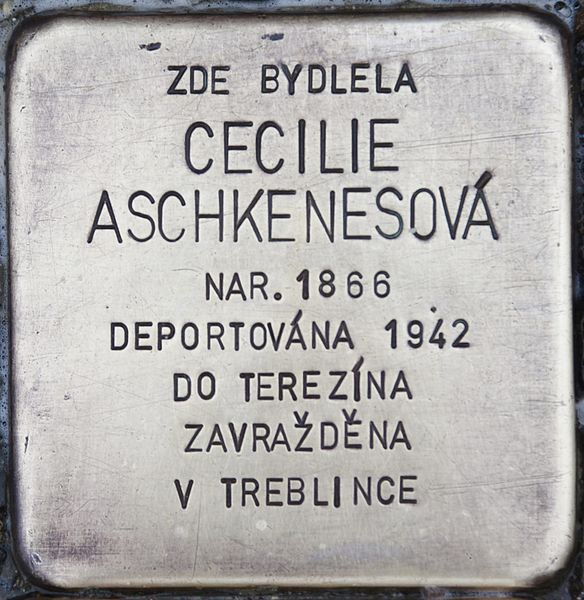 ZDE BYDLELA
CECILIE
ASCHKENESOVÁ
NAR. 1866
DEPORTOVÁNA 1942
DO TEREZÍNA
ZAVRAŽDĚNA
V TREBLINCE